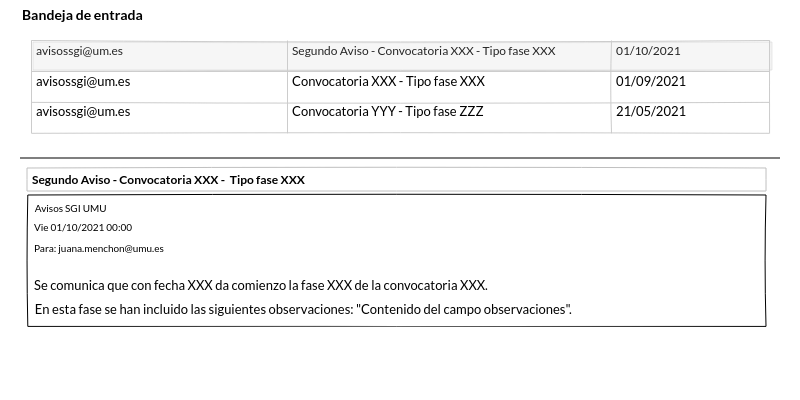 Bandeja de entrada
avisossgi@um.es Segundo Aviso - Convocatoria XXX - Tipo fase XXX 01/10/2021
avisossgi@um.es Convocatoria XXX - Tipo fase XXX 01/09/2021
avisossgi@um.es Convocatoria YYY - Tipo fase ZZZ 21/05/2021
Segundo Aviso - Convocatoria XXX - Tipo fase XXX
Avisos SGI UMU
Vie 01/10/2021 00:00
Para: juana.menchon@umu.es
Se comunica que con fecha XXX da comienzo la fase XXX de la convocatoria XXX.
En esta fase se han incluido las siguientes observaciones: "Contenido del campo observaciones".